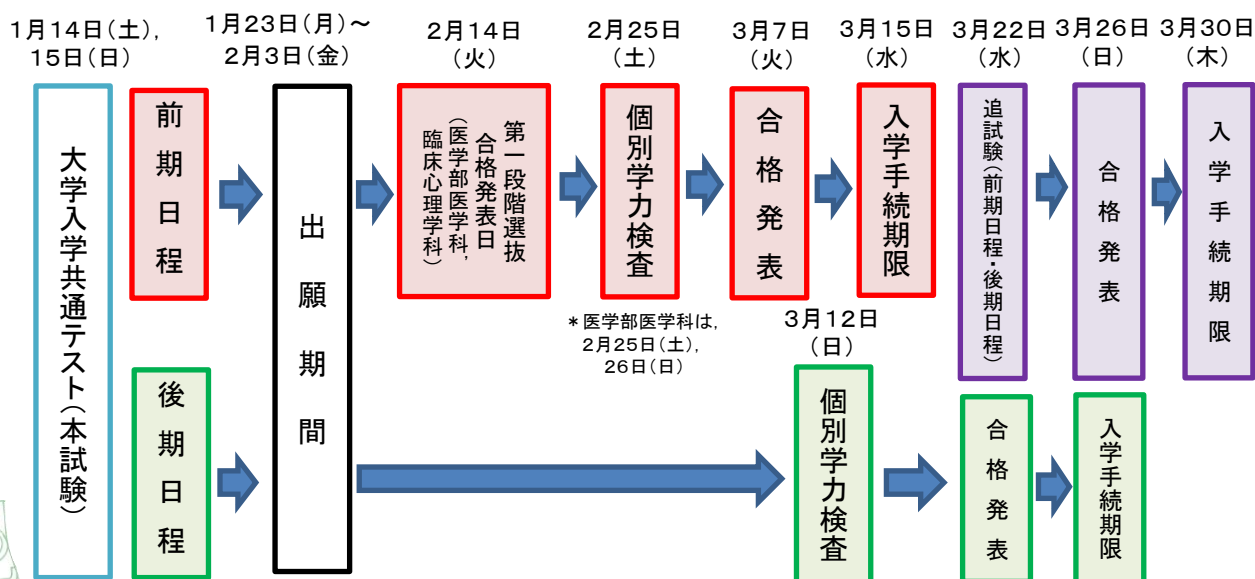 1月14日(土),
15日(日)
1月23日(月)～
2月3日(金)
2月14日
(火)
2月25日
(土)
3月7日
(火)
3月15日
(水)
3月22日
(水)
3月26日
(日)
3月30日
(木)
大学入学共通テスト(本試験)
前期日程
出願期間
第一段階選抜
合格発表日
(医学部医学科,
臨床心理学科)
個別学力検査
合格発表
入学手続期限
追試験(前期日程・後期日程)
合格発表
入学手続期限
*医学部医学科は,
2月25日(土),
26日(日)
3月12日
(日)
後期日程
個別学力検査
合格発表
入学手続期限